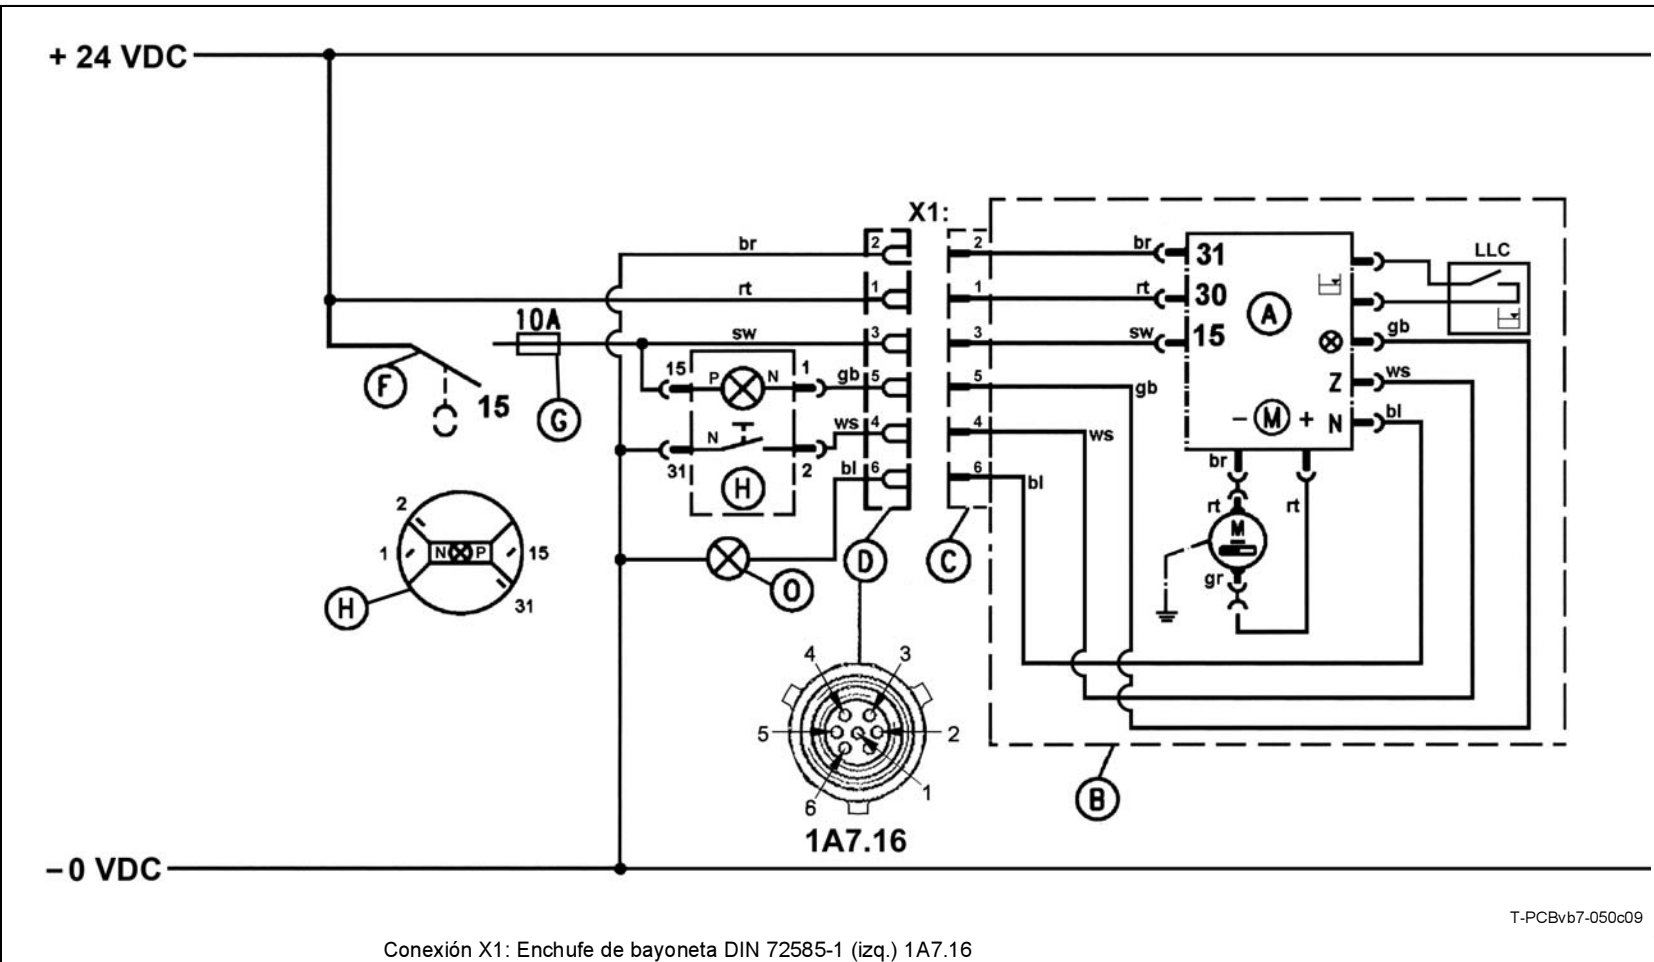 + 24 VDC
X1:
br 2 2 br 31
LLC
rt 1 1 rt 30
A
10A
sw 3 3 sw 15
gb
F
15
G
15 P N 1 gb 5 5 gb
Z ws
ws 4 4 ws
N
31 2
H
bl 6 6 bl
− M + N bl
br
rt rt
M
gr
2
1 N P 15
31
H
O
D
C
4 3
5 2
6 1
1A7.16
B
− 0 VDC
T-PCBvb7-050c09
Conexión X1: Enchufe de bayoneta DIN 72585-1 (izq.) 1A7.16